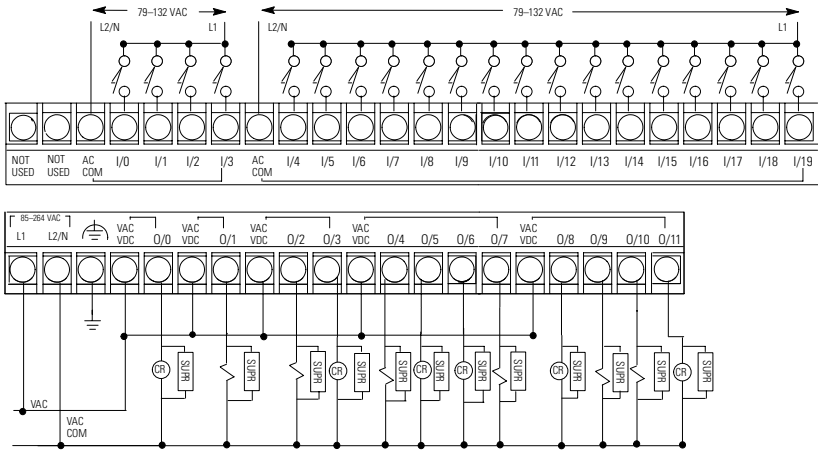 79–132 VAC 79–132 VAC
L2/N L1 L2/N L1
NOT USED NOT USED AC COM I/0 I/1 I/2 I/3 AC COM I/4 I/5 I/6 I/7 I/8 I/9 I/10 I/11 I/12 I/13 I/14 I/15 I/16 I/17 I/18 I/19
85–264 VAC
L1 L2/N VAC VDC O/0 VAC VDC O/1 VAC VDC O/2 O/3 VAC VDC O/4 O/5 O/6 O/7 VAC VDC O/8 O/9 O/10 O/11
CR SUPR SUPR SUPR CR SUPR SUPR CR SUPR CR SUPR SUPR CR SUPR SUPR SUPR CR SUPR
VAC
VAC COM